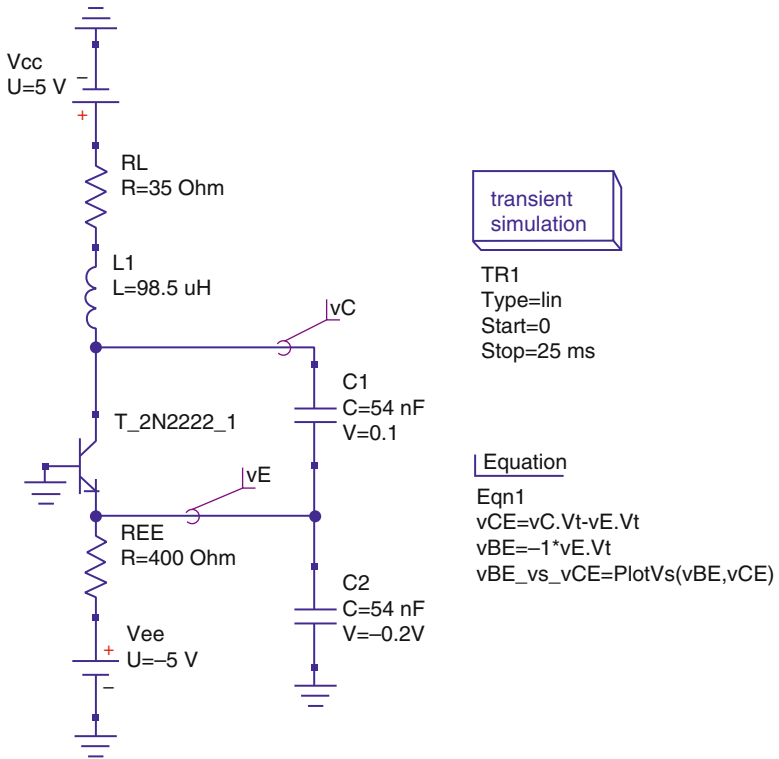 Vcc
U=5 V
−
+
RL
R=35 Ohm
L1
L=98.5 uH
vC
C1
C=54 nF
V=0.1
T_2N2222_1
vE
REE
R=400 Ohm
C2
C=54 nF
V=−0.2V
Vee
U=−5 V
+
−
transient
simulation
TR1
Type=lin
Start=0
Stop=25 ms
Equation
Eqn1
vCE=vC.Vt-vE.Vt
vBE=−1*vE.Vt
vBE_vs_vCE=PlotVs(vBE,vCE)